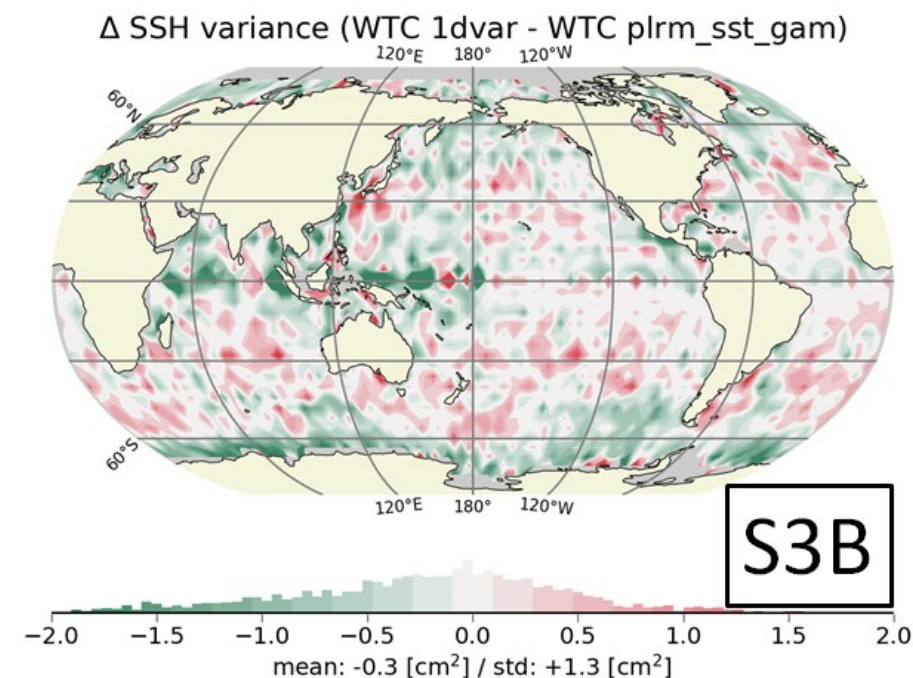 Δ SSH variance (WTC 1dvar - WTC plrm_sst_gam)
120°E 180° 120°W
60°N
60°S
120°E 180° 120°W
S3B
−2.0 −1.5 −1.0 −0.5 0.0 0.5 1.0 1.5 2.0
mean: -0.3 [cm²] / std: +1.3 [cm²]